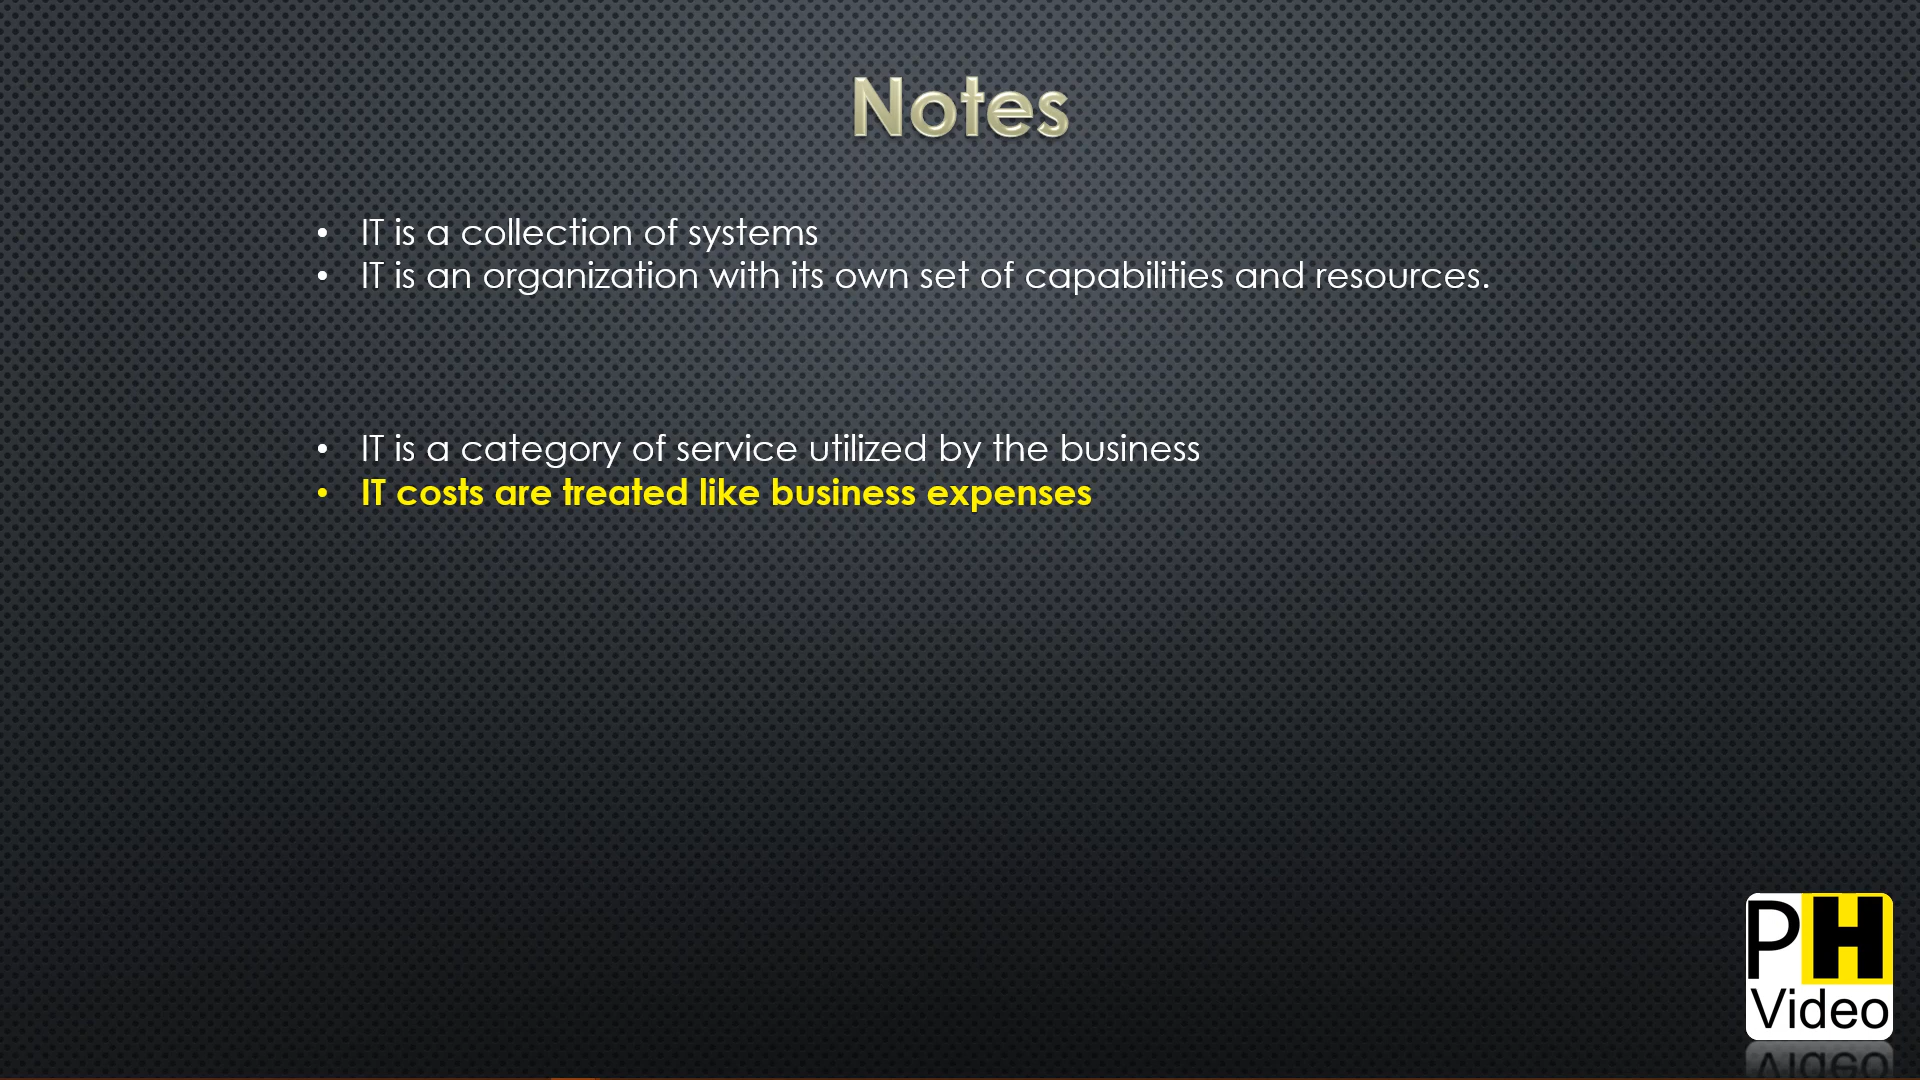 Notes
• IT is a collection of systems
• IT is an organization with its own set of capabilities and resources.
• IT is a category of service utilized by the business
• IT costs are treated like business expenses
PH
Video